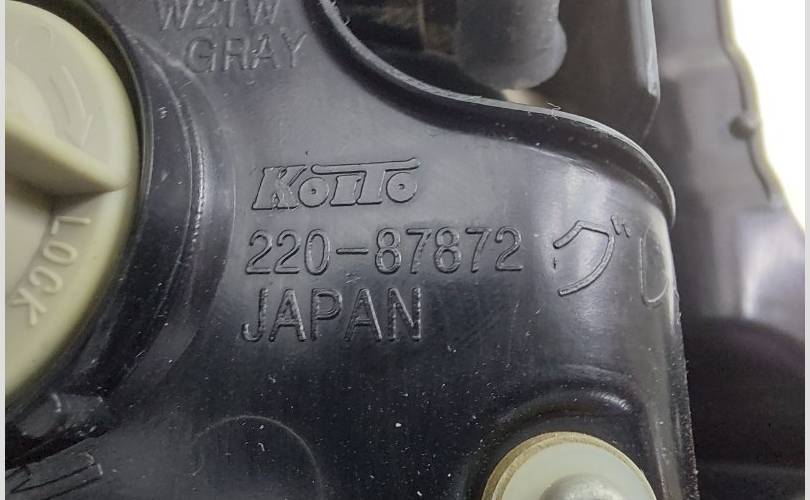 W21W
GRAY
KOITO
220-87872 グレ
JAPAN
LOCK